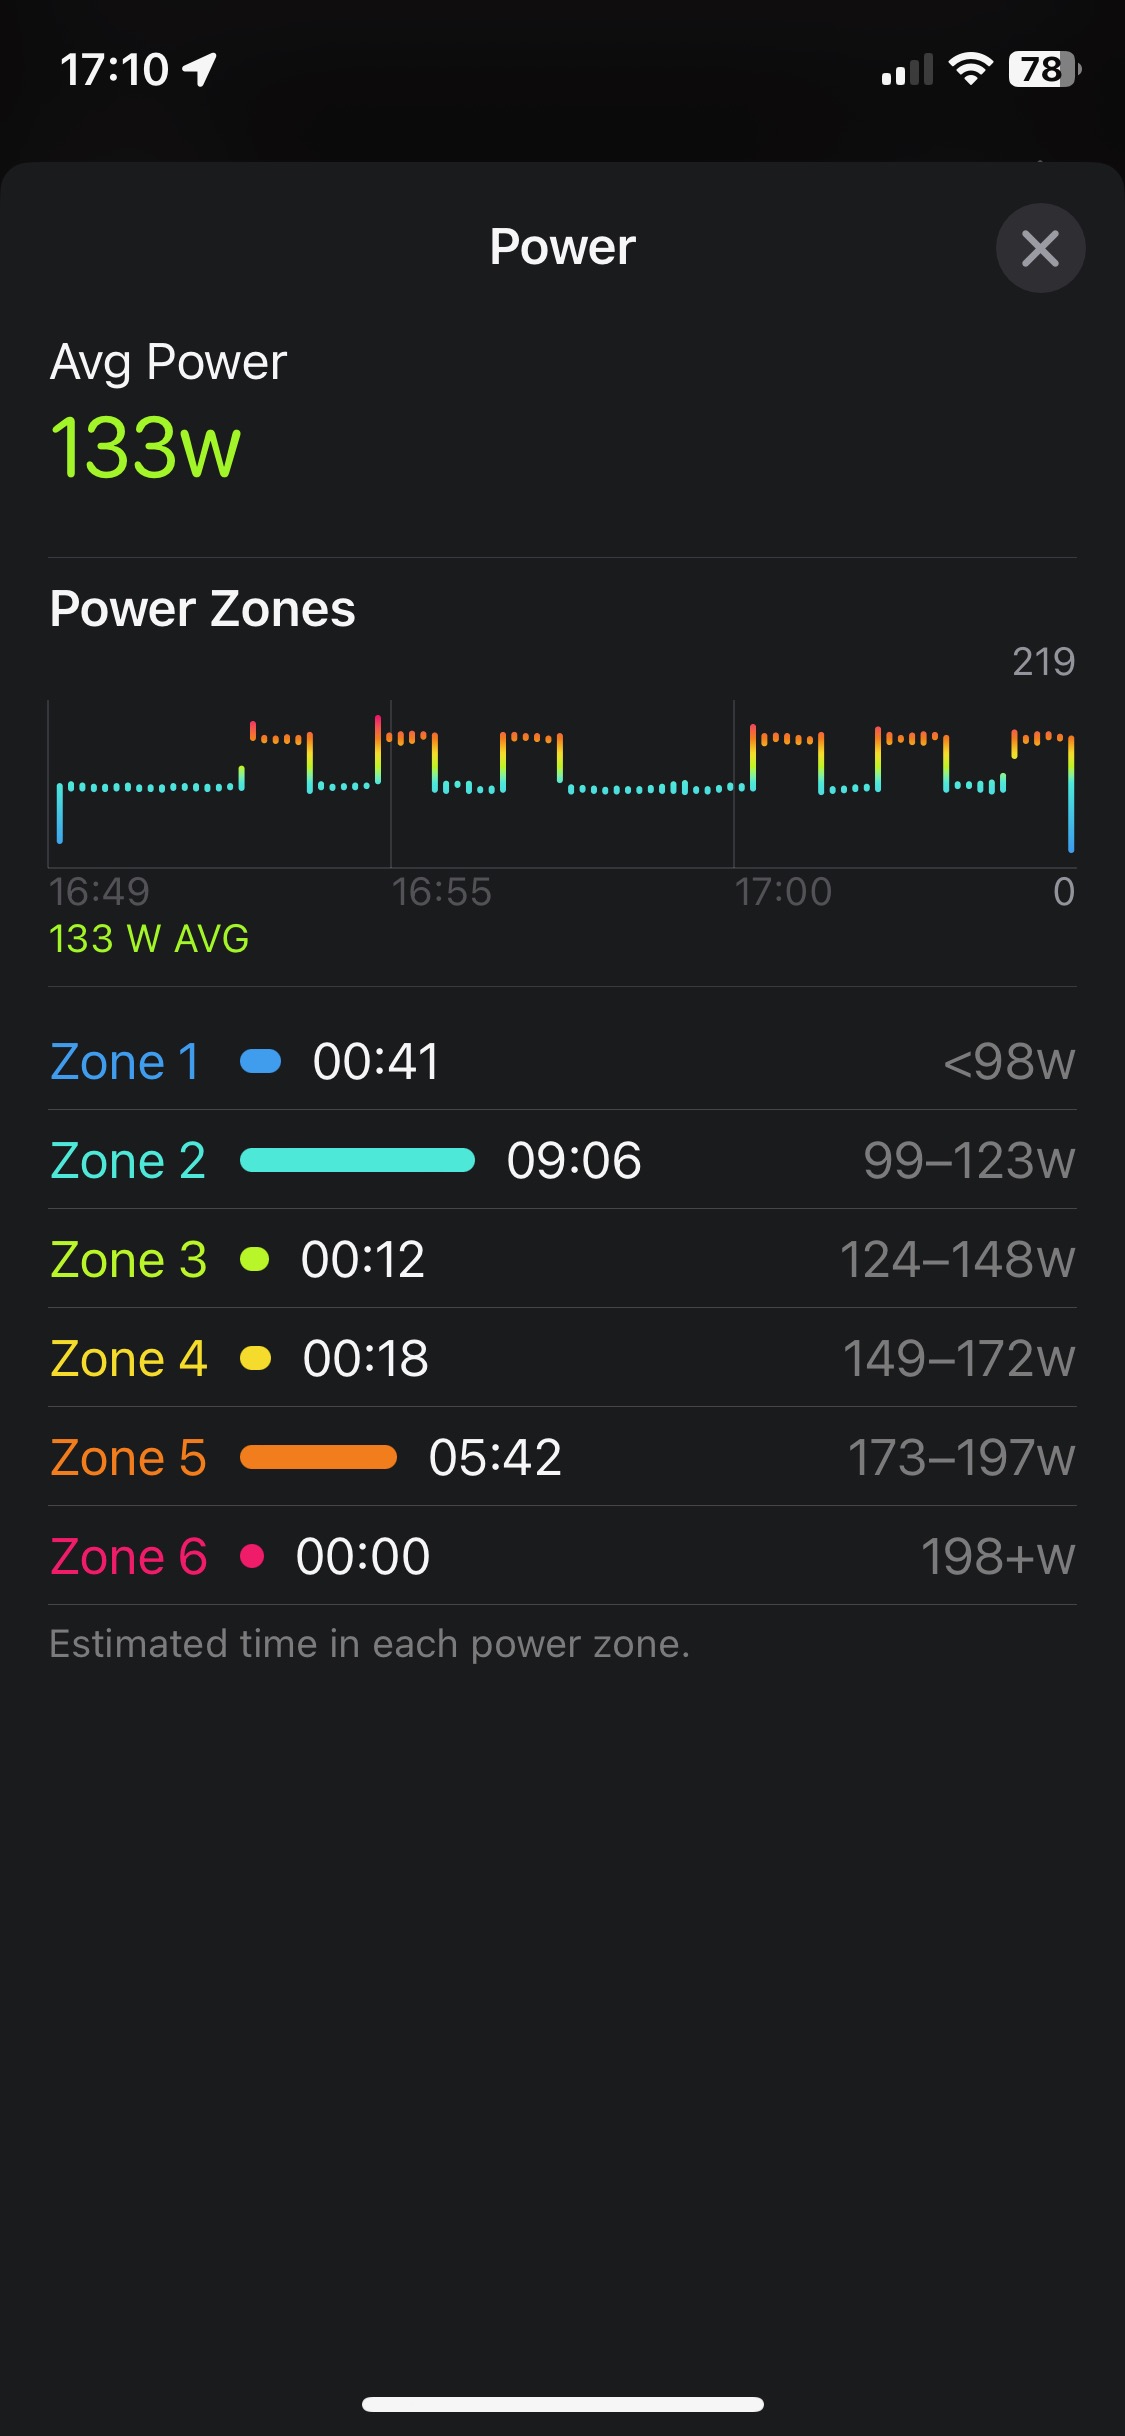 17:10
78
Power
Avg Power
133W
Power Zones
219
16:49 16:55 17:00 0
133 W AVG
Zone 1 00:41 <98W
Zone 2 09:06 99–123W
Zone 3 00:12 124–148W
Zone 4 00:18 149–172W
Zone 5 05:42 173–197W
Zone 6 00:00 198+W
Estimated time in each power zone.